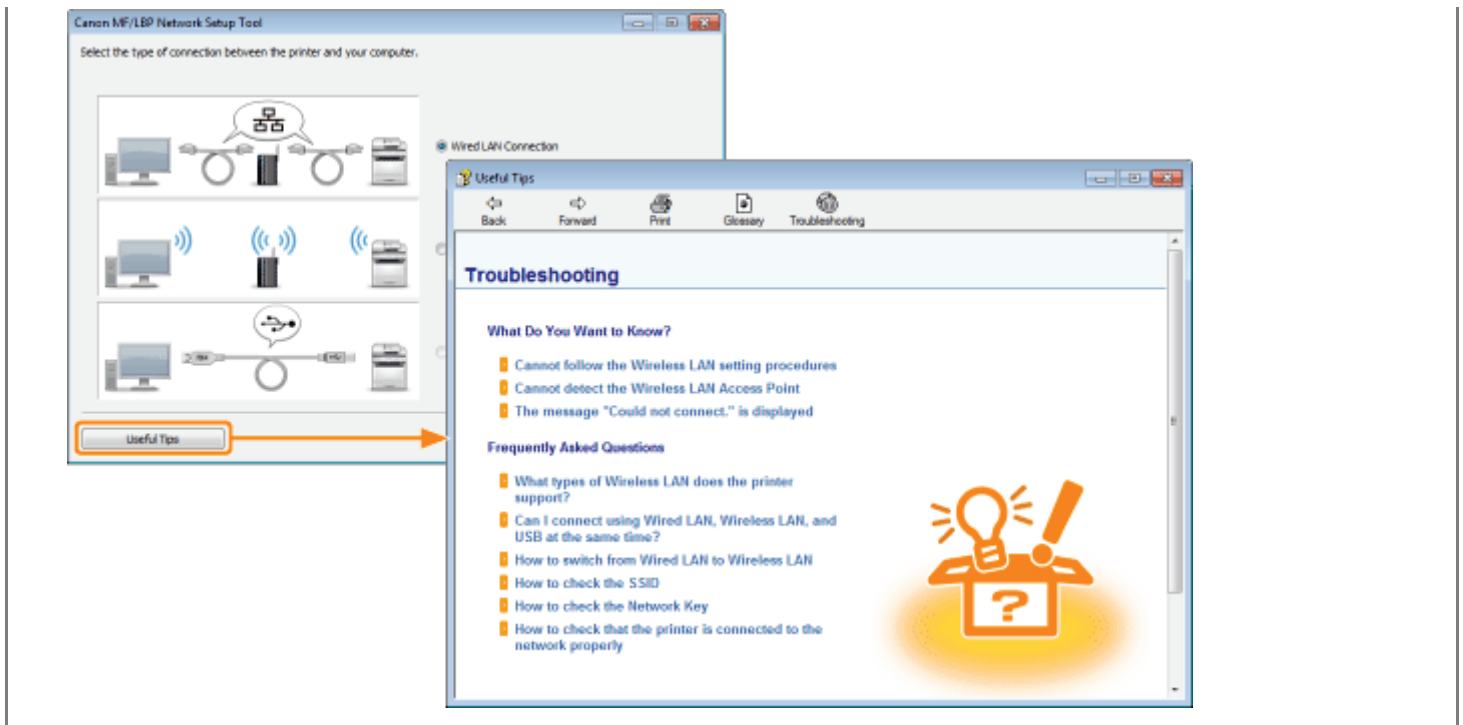 Canon MF/LBP Network Setup Tool
Select the type of connection between the printer and your computer.
Wired LAN Connection
Useful Tips
Useful Tips
Back
Forward
Print
Glossary
Troubleshooting
Troubleshooting
What Do You Want to Know?
Cannot follow the Wireless LAN setting procedures
Cannot detect the Wireless LAN Access Point
The message "Could not connect." is displayed
Frequently Asked Questions
What types of Wireless LAN does the printer
support?
Can I connect using Wired LAN, Wireless LAN, and
USB at the same time?
How to switch from Wired LAN to Wireless LAN
How to check the SSID
How to check the Network Key
How to check that the printer is connected to the
network properly
?